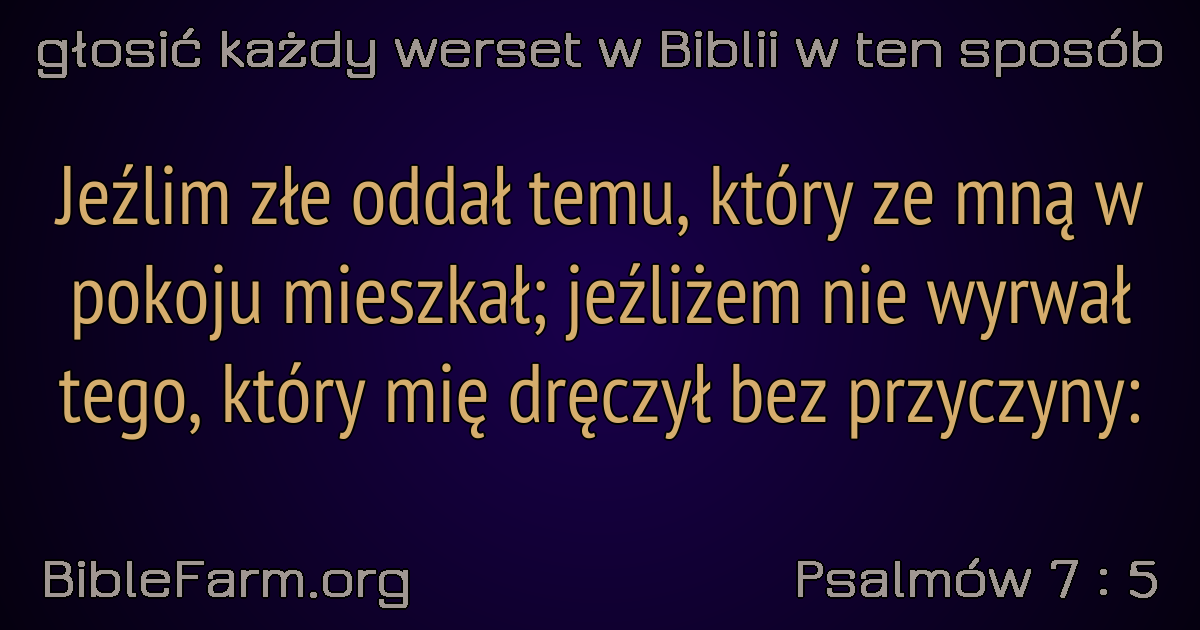 głosić każdy werset w Biblii w ten sposób
Jeźlim złe oddał temu, który ze mną w
pokoju mieszkał; jeźliżem nie wyrwał
tego, który mię dręczył bez przyczyny:
BibleFarm.org
Psalmów 7 : 5